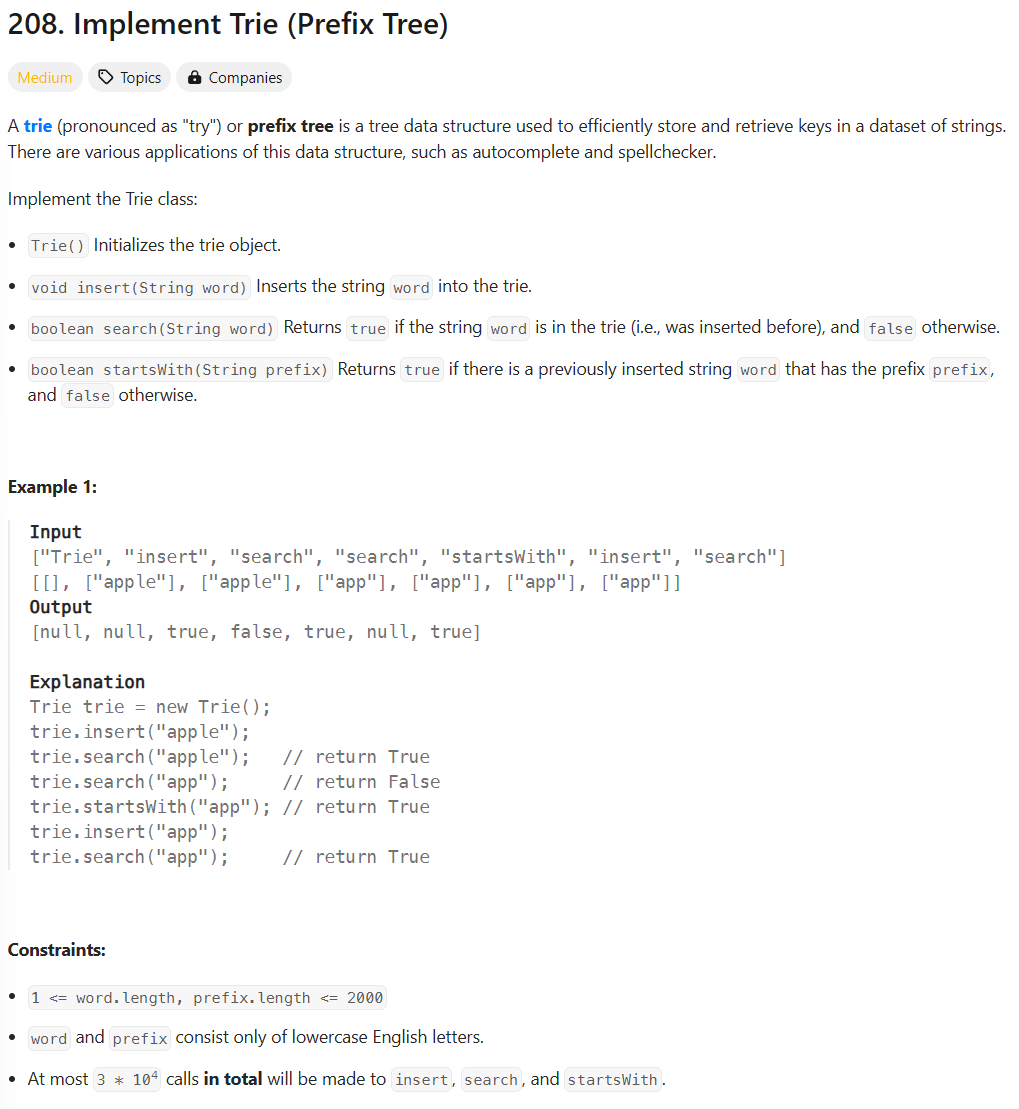 208. Implement Trie (Prefix Tree)
Medium Topics Companies
A trie (pronounced as "try") or prefix tree is a tree data structure used to efficiently store and retrieve keys in a dataset of strings.
There are various applications of this data structure, such as autocomplete and spellchecker.
Implement the Trie class:
• Trie() Initializes the trie object.
• void insert(String word) Inserts the string word into the trie.
• boolean search(String word) Returns true if the string word is in the trie (i.e., was inserted before), and false otherwise.
• boolean startsWith(String prefix) Returns true if there is a previously inserted string word that has the prefix prefix,
and false otherwise.
Example 1:
Input
["Trie", "insert", "search", "search", "startsWith", "insert", "search"]
[[], ["apple"], ["apple"], ["app"], ["app"], ["app"], ["app"]]
Output
[null, null, true, false, true, null, true]
Explanation
Trie trie = new Trie();
trie.insert("apple");
trie.search("apple");   // return True
trie.search("app");     // return False
trie.startsWith("app"); // return True
trie.insert("app");
trie.search("app");     // return True
Constraints:
• 1 <= word.length, prefix.length <= 2000
• word and prefix consist only of lowercase English letters.
• At most 3 * 10⁴ calls in total will be made to insert, search, and startsWith.